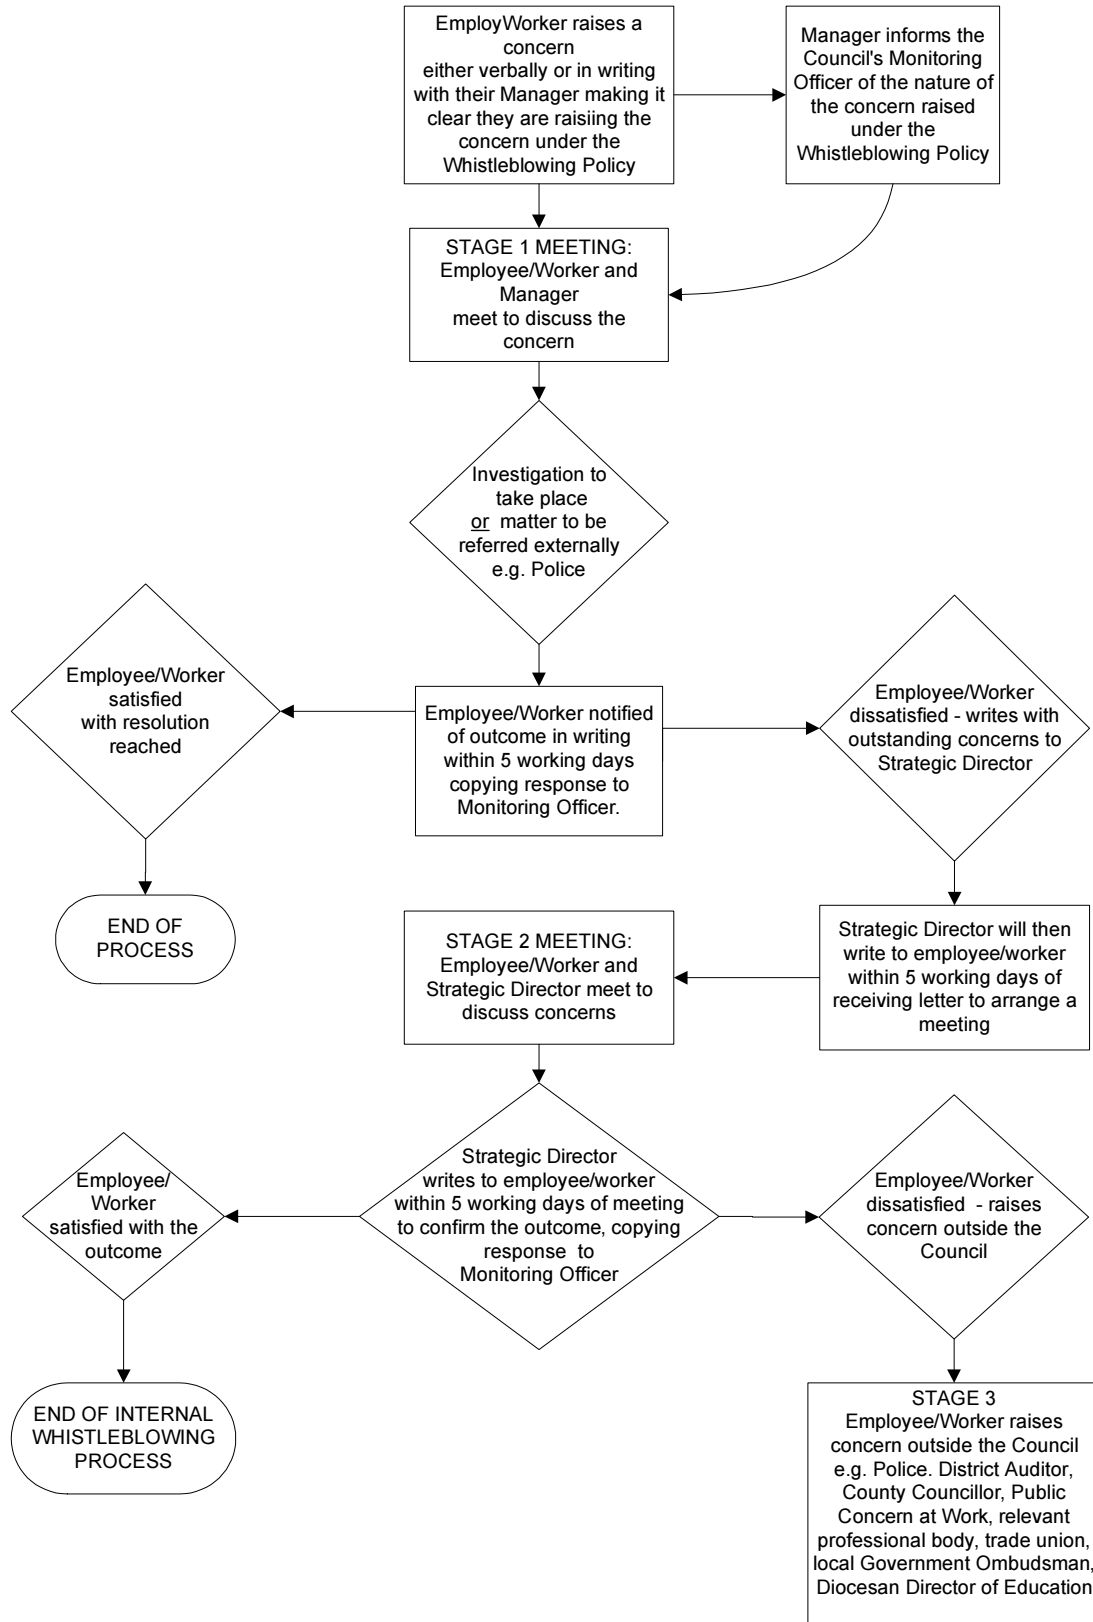 EmployWorker raises a
concern
either verbally or in writing
with their Manager making it
clear they are raisiing the
concern under the
Whistleblowing Policy
Manager informs the
Council's Monitoring
Officer of the nature of
the concern raised
under the
Whistleblowing Policy
STAGE 1 MEETING:
Employee/Worker and
Manager
meet to discuss the
concern
Investigation to
take place
or matter to be
referred externally
e.g. Police
Employee/Worker
satisfied
with resolution
reached
Employee/Worker notified
of outcome in writing
within 5 working days
copying response to
Monitoring Officer.
Employee/Worker
dissatisfied - writes with
outstanding concerns to
Strategic Director
END OF
PROCESS
STAGE 2 MEETING:
Employee/Worker and
Strategic Director meet to
discuss concerns
Strategic Director will then
write to employee/worker
within 5 working days of
receiving letter to arrange a
meeting
Employee/
Worker
satisfied with the
outcome
Strategic Director
writes to employee/worker
within 5 working days of meeting
to confirm the outcome, copying
response to
Monitoring Officer
Employee/Worker
dissatisfied - raises
concern outside the
Council
END OF INTERNAL
WHISTLEBLOWING
PROCESS
STAGE 3
Employee/Worker raises
concern outside the Council
e.g. Police. District Auditor,
County Councillor, Public
Concern at Work, relevant
professional body, trade union,
local Government Ombudsman,
Diocesan Director of Education